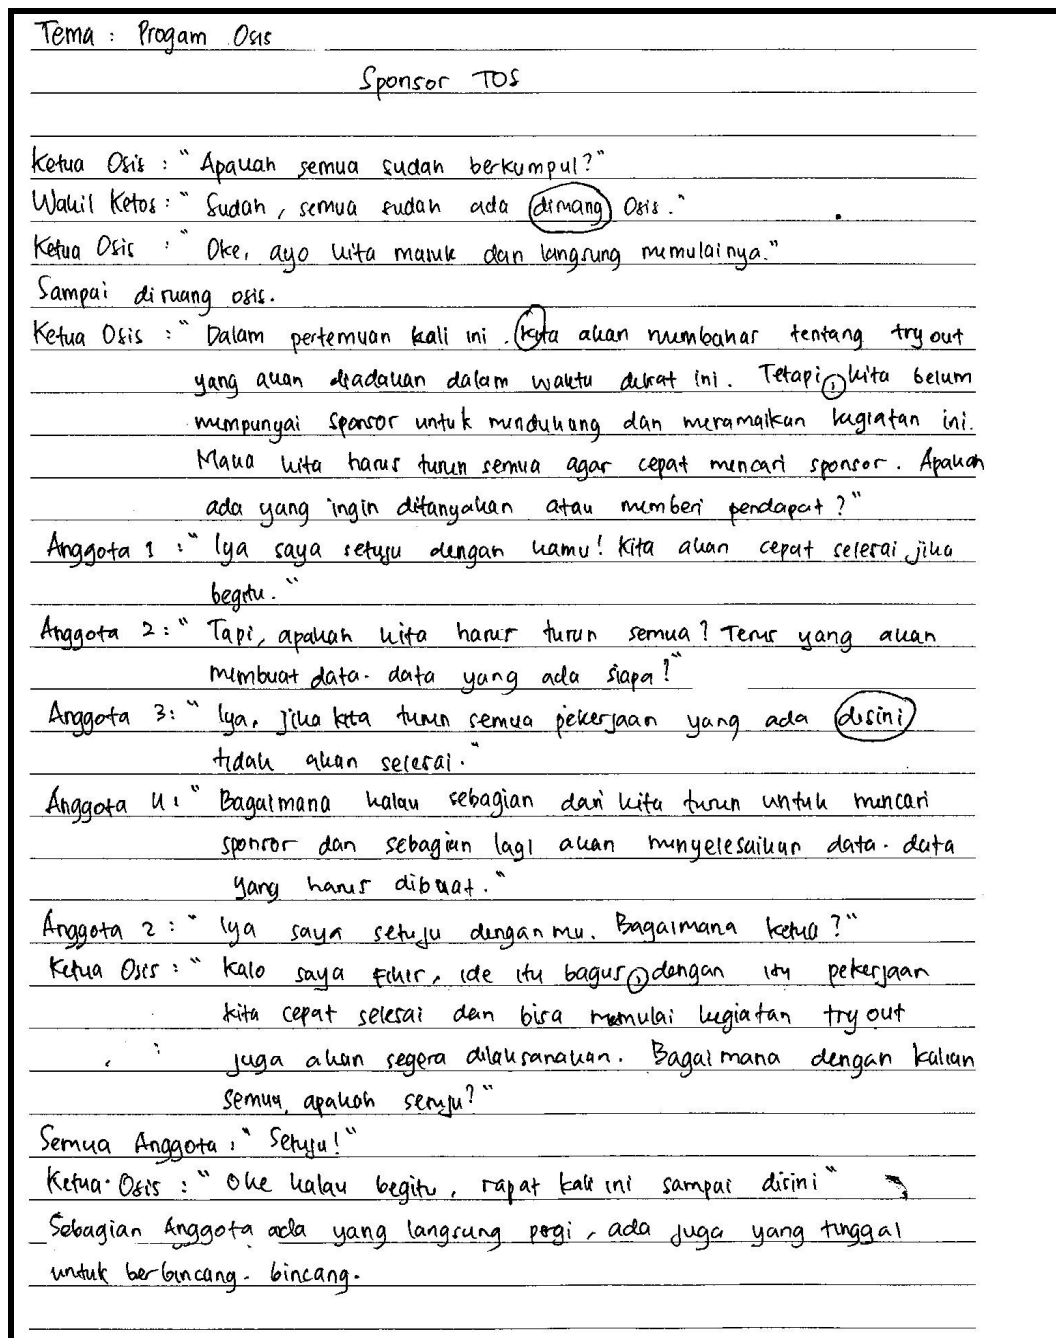 Tema : Progam Osis
Sponsor TOS
Ketua Osis : " Apakah semua sudah berkumpul?"
Wakil Ketos : " Sudah, semua sudah ada dirnang Osis."
Ketua Osis : " Oke, ayo kita masuk dan langsung memulainya."
Sampai diruang osis.
Ketua Osis : " Dalam pertemuan kali ini . kita akan membahas tentang try out
yang akan diadakan dalam waktu dekat ini. Tetapi, kita belum
mempunyai sponsor untuk mendukung dan meramaikan kegiatan ini.
Maka kita harus turun semua agar cepat mencari sponsor. Apakah
ada yang ingin ditanyakan atau memberi pendapat ?"
Anggota 1 : " Iya saya setuju dengan kamu! Kita akan cepat selesai jika
begitu. "
Anggota 2 : " Tapi, apakah kita harus turun semua? Terus yang akan
membuat data-data yang ada siapa?"
Anggota 3 : " Iya, jika kita turun semua pekerjaan yang ada disini
tidak akan selesai. "
Anggota 4 : " Bagaimana kalau sebagian dari kita turun untuk mencari
sponsor dan sebagian lagi akan menyelesaikan data-data
yang harus dibuat. "
Anggota 2 : " Iya saya setuju dengan mu. Bagaimana ketua ?"
Ketua Osis : " Kalo saya fikir, ide itu bagus, dengan itu pekerjaan
kita cepat selesai dan bisa memulai kegiatan try out
juga akan segera dilaksanakan. Bagaimana dengan kalian
semua, apakah setuju? "
Semua Anggota : " Setuju! "
Ketua Osis : " Oke kalau begitu, rapat kali ini sampai disini "
Sebagian Anggota ada yang langsung pergi, ada juga yang tinggal
untuk berbincang-bincang.